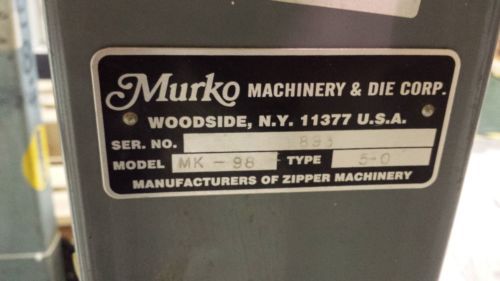 Murko MACHINERY & DIE CORP.
WOODSIDE, N.Y. 11377 U.S.A.
SER. NO.
MODEL MK - 98 TYPE 5-0
MANUFACTURERS OF ZIPPER MACHINERY